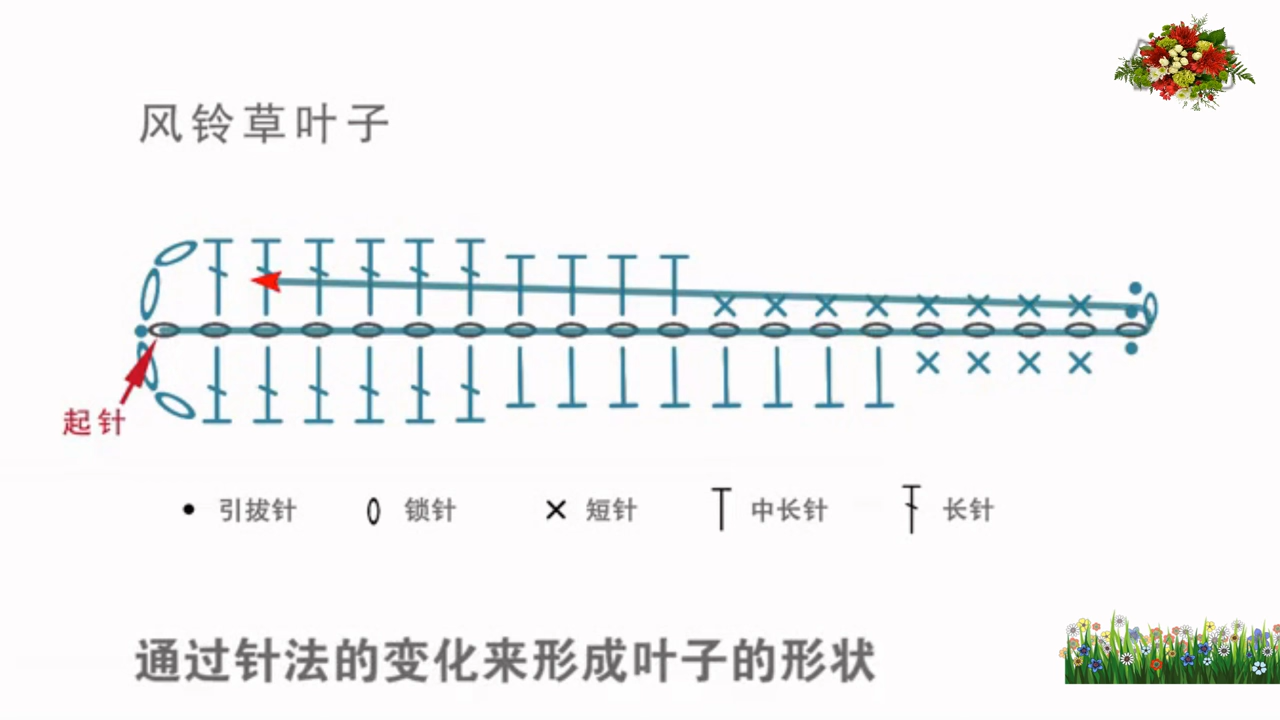 风铃草叶子
起针
引拔针 锁针 短针 中长针 长针
通过针法的变化来形成叶子的形状